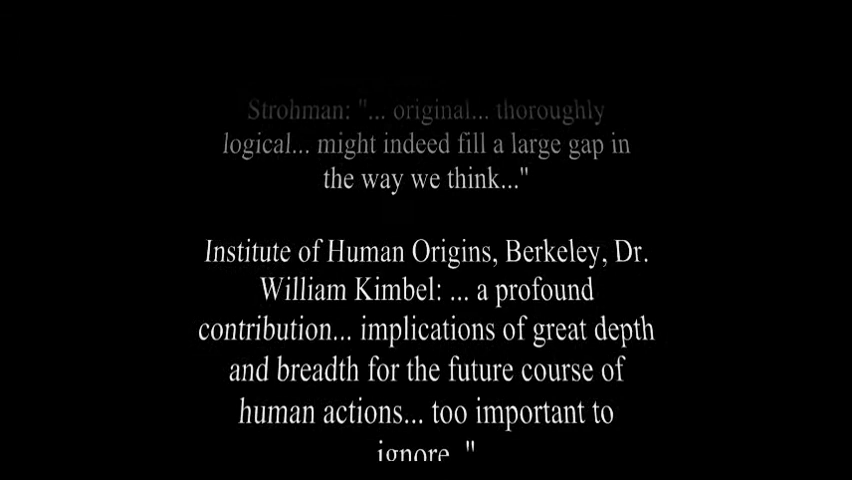 Strohman: "... original... thoroughly
logical... might indeed fill a large gap in
the way we think..."
Institute of Human Origins, Berkeley, Dr.
William Kimbel: ... a profound
contribution... implications of great depth
and breadth for the future course of
human actions... too important to
ignore..."